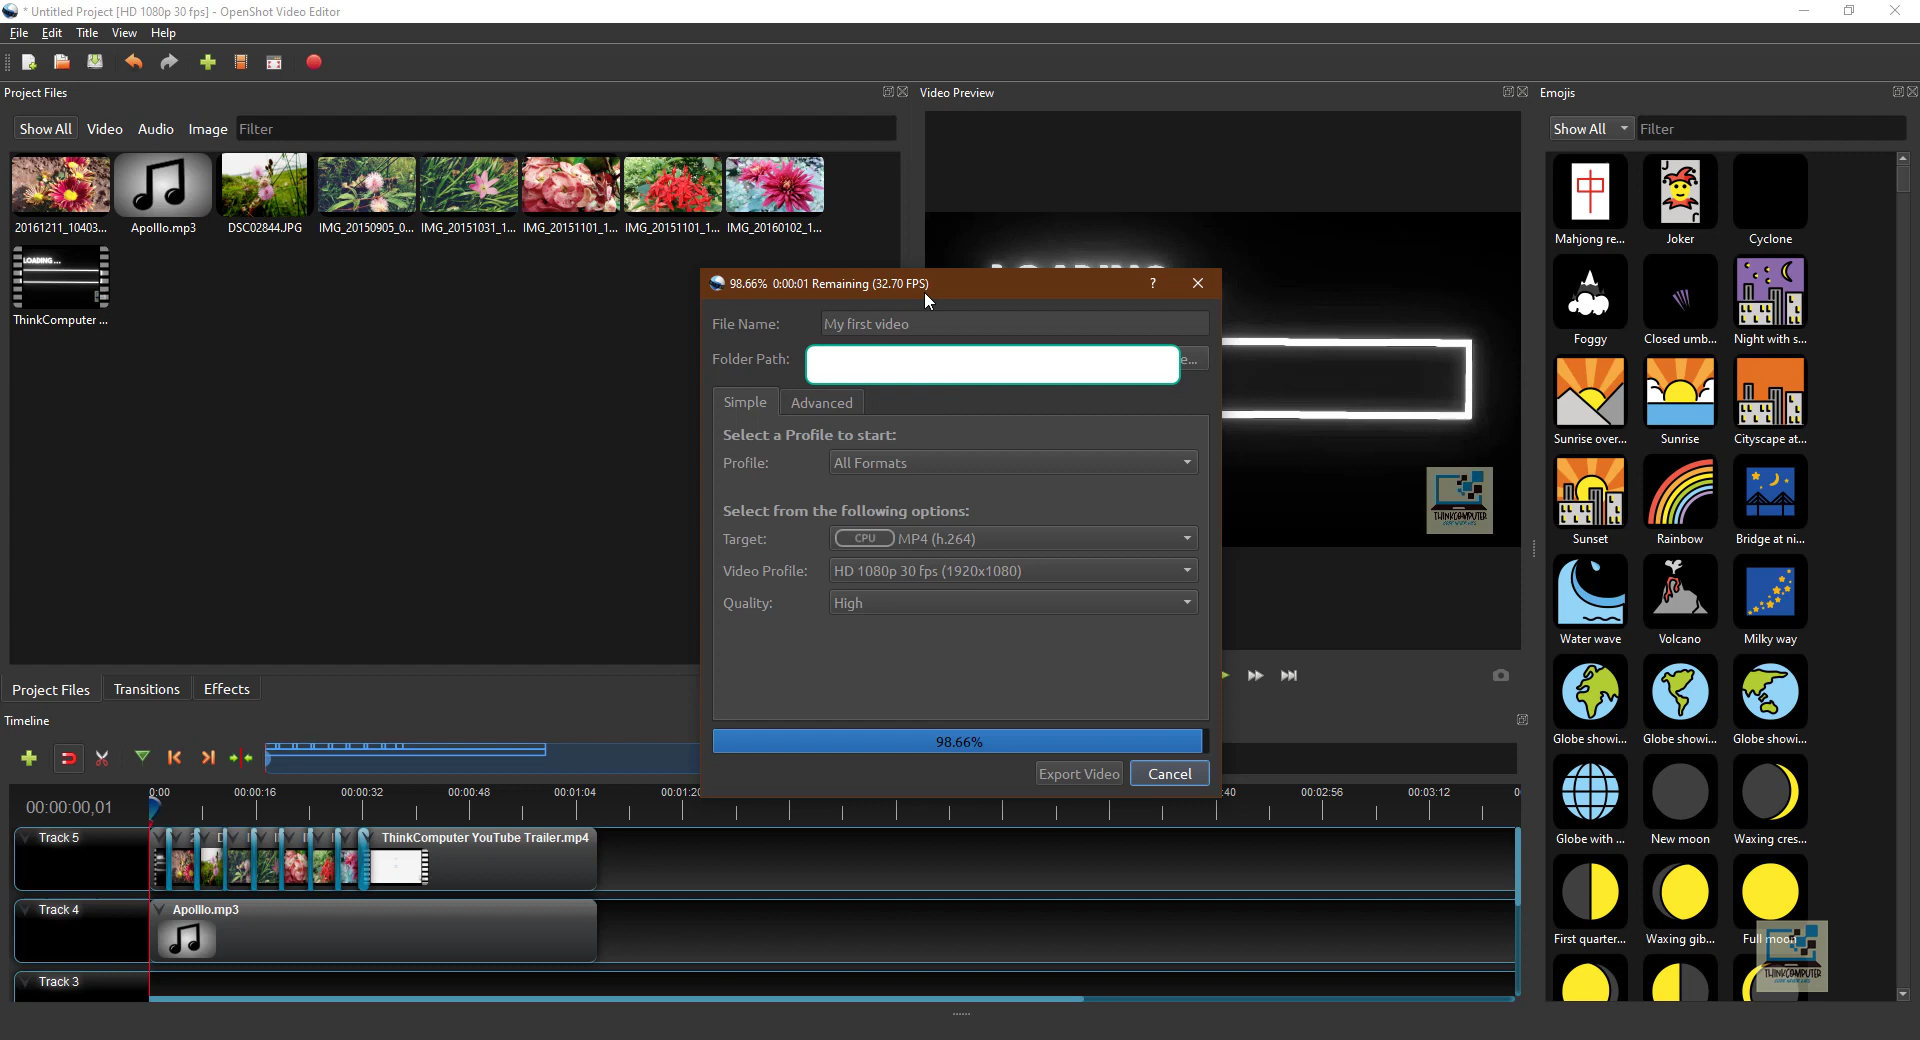 * Untitled Project [HD 1080p 30 fps] - OpenShot Video Editor
File Edit Title View Help
Project Files
Video Preview
Emojis
Show All Video Audio Image Filter
Show All Filter
20161211_10403... Apolllo.mp3 DSC02844.JPG IMG_20150905_0... IMG_20151031_1... IMG_20151101_1... IMG_20151101_1... IMG_20160102_1...
LOADING ...
ThinkComputer ...
98.66% 0:00:01 Remaining (32.70 FPS) ?
File Name: My first video
Folder Path: e...
Simple Advanced
Select a Profile to start:
Profile: All Formats
Select from the following options:
Target: CPU MP4 (h.264)
Video Profile: HD 1080p 30 fps (1920x1080)
Quality: High
98.66%
Export Video Cancel
THINKCOMPUTER
Mahjong re... Joker Cyclone
Foggy Closed umb... Night with s...
Sunrise over... Sunrise Cityscape at...
Sunset Rainbow Bridge at ni...
Water wave Volcano Milky way
Globe showi... Globe showi... Globe showi...
Globe with ... New moon Waxing cres...
First quarter... Waxing gib... Full moon
THINKCOMPUTER
Project Files Transitions Effects
Timeline
00:00:00,01
0:00 00:00:16 00:00:32 00:00:48 00:01:04 00:01:20 :40 00:02:56 00:03:12 0
Track 5 ThinkComputer YouTube Trailer.mp4
Track 4 Apolllo.mp3
Track 3